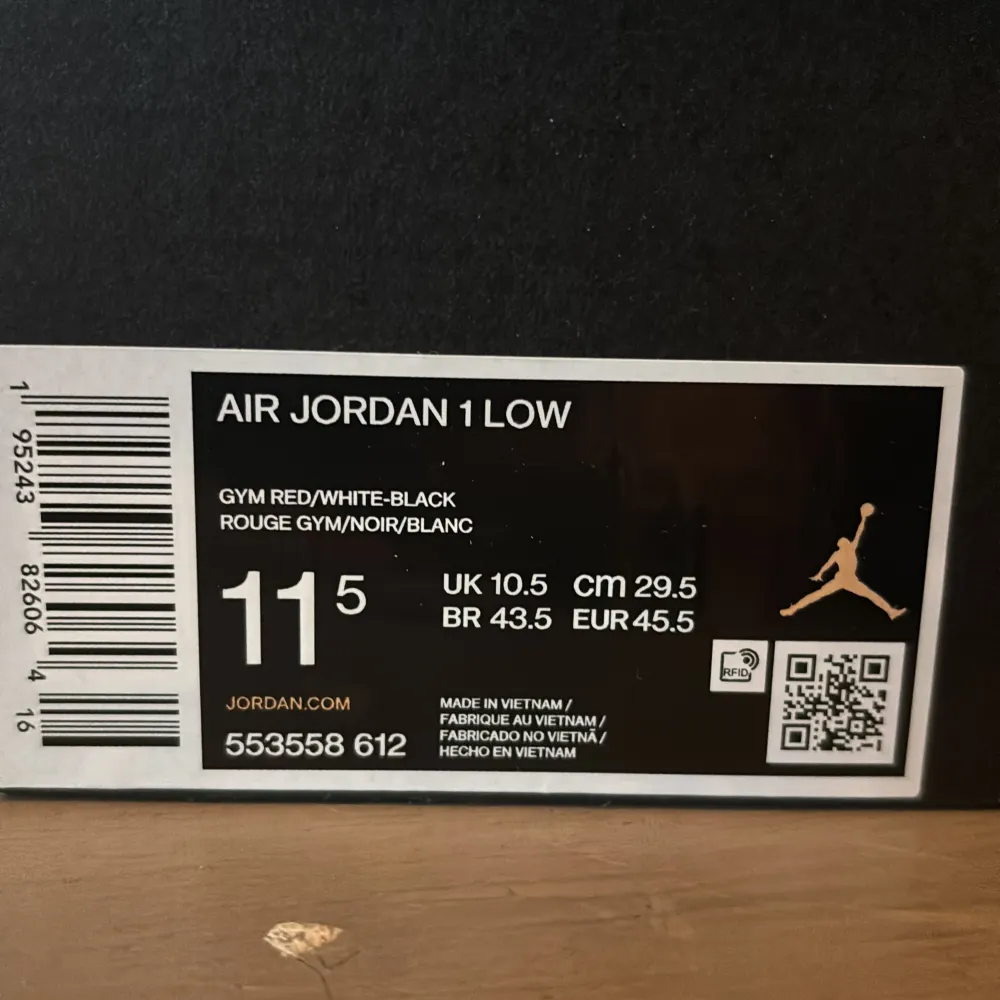 AIR JORDAN 1 LOW
GYM RED/WHITE-BLACK
ROUGE GYM/NOIR/BLANC
11 5
UK 10.5 cm 29.5
BR 43.5 EUR 45.5
RFID
JORDAN.COM
553558 612
MADE IN VIETNAM /
FABRIQUE AU VIETNAM /
FABRICADO NO VIETNÃ /
HECHO EN VIETNAM
1 95243 82606 4 16